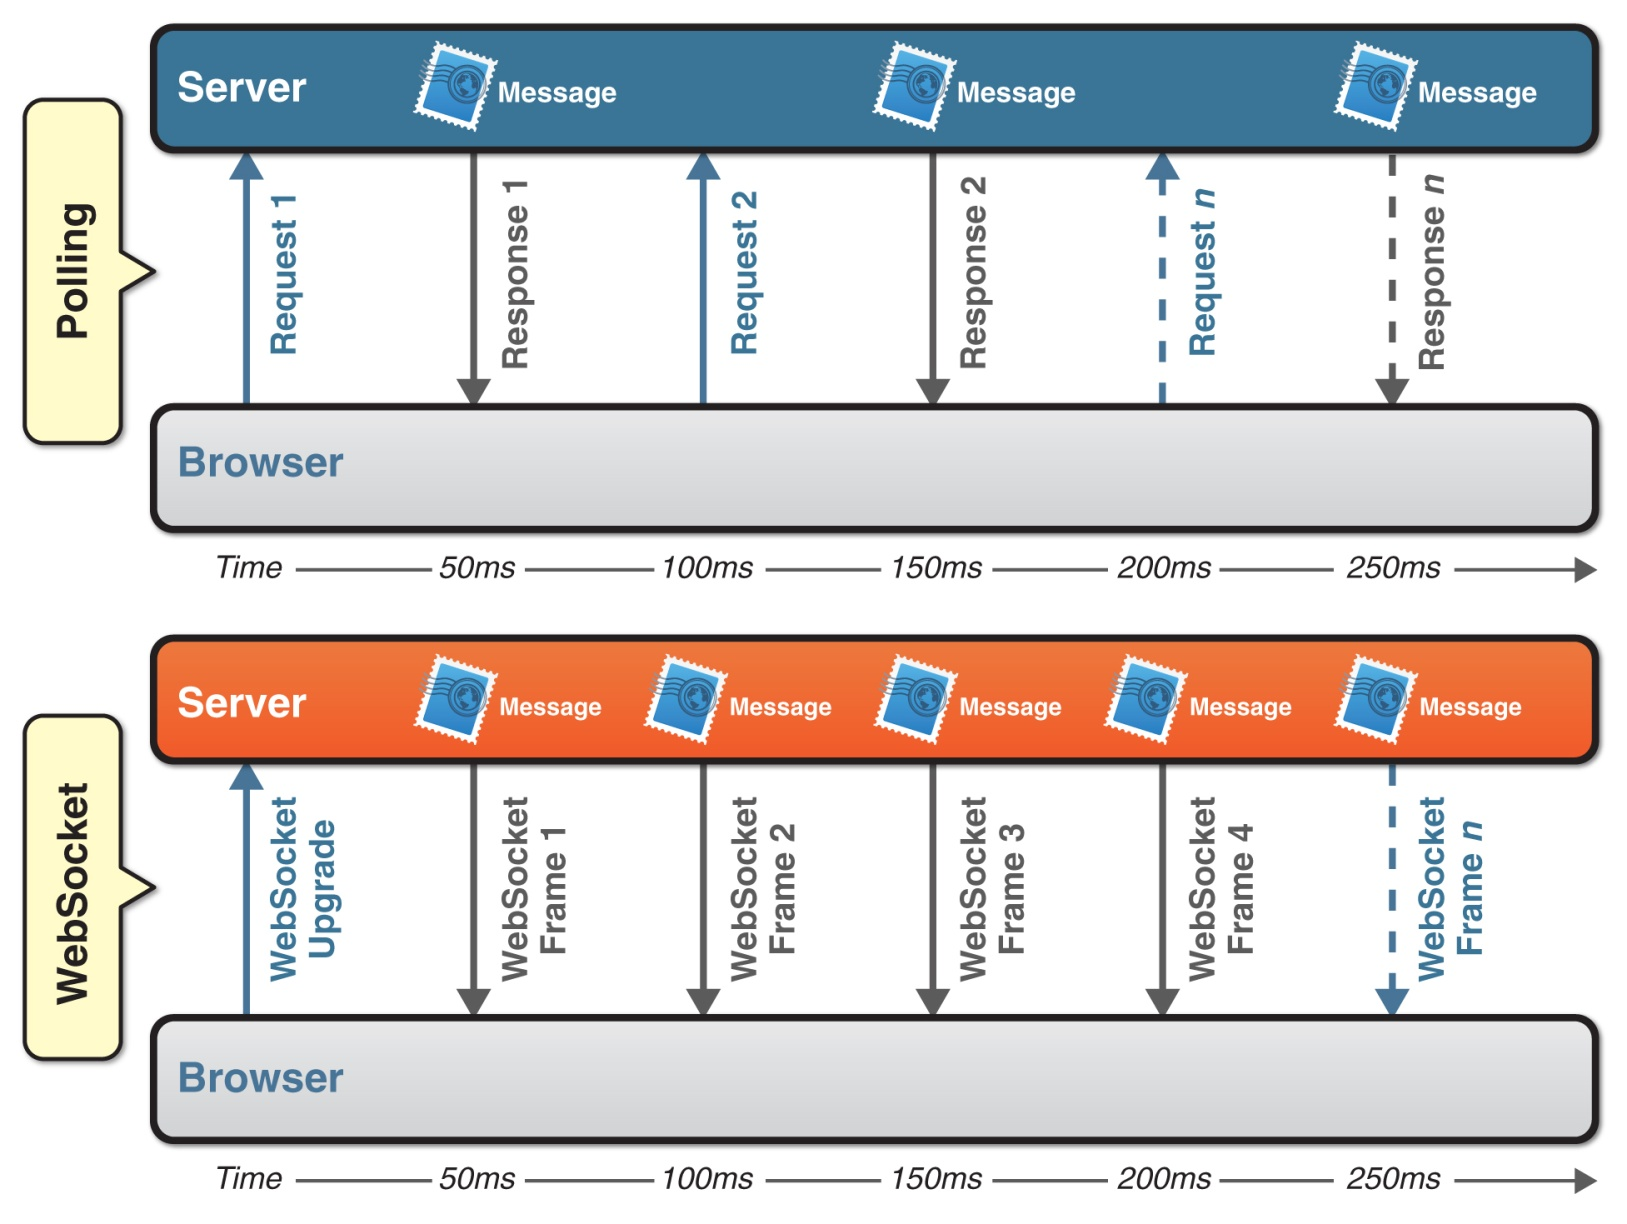 Polling
Server
Message
Message
Message
Request 1
Response 1
Request 2
Response 2
Request n
Response n
Browser
Time
50ms
100ms
150ms
200ms
250ms
WebSocket
Server
Message
Message
Message
Message
Message
WebSocket
Upgrade
WebSocket
Frame 1
WebSocket
Frame 2
WebSocket
Frame 3
WebSocket
Frame 4
WebSocket
Frame n
Browser
Time
50ms
100ms
150ms
200ms
250ms